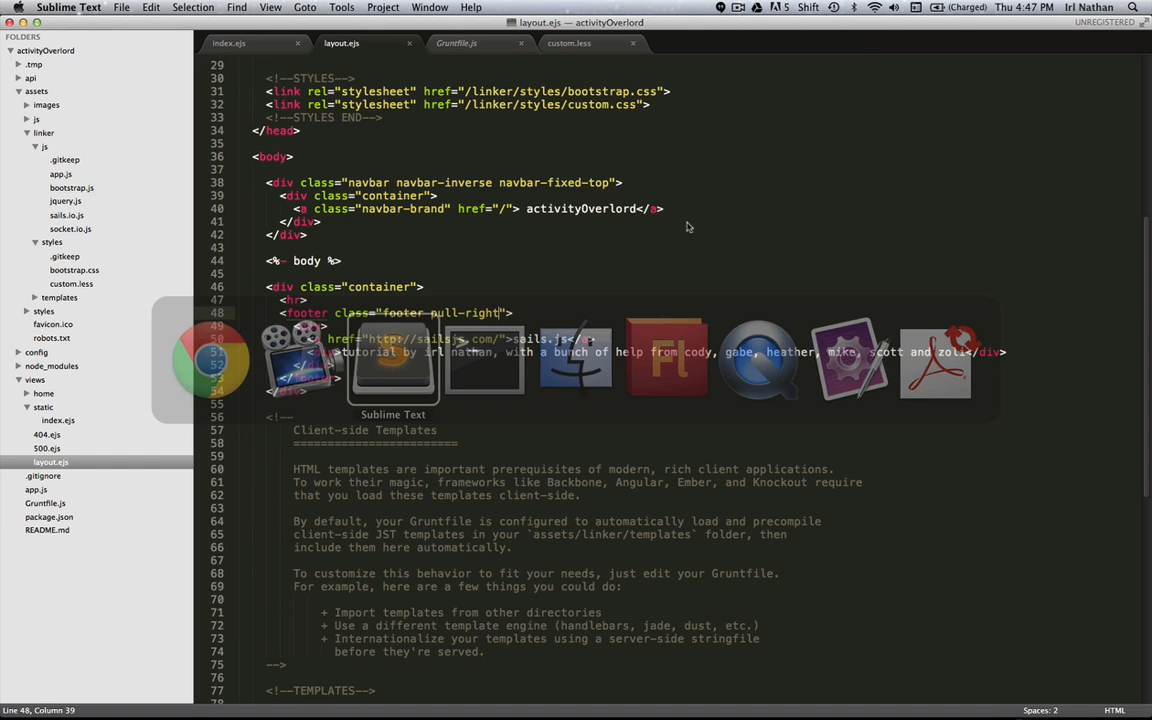 Sublime Text File Edit Selection Find View Goto Tools Project Window Help 5 Shift (Charged) Thu 4:47 PM Irl Nathan
layout.ejs — activityOverlord UNREGISTERED
FOLDERS
activityOverlord
.tmp
api
assets
images
js
linker
js
.gitkeep
app.js
bootstrap.js
jquery.js
sails.io.js
socket.io.js
styles
.gitkeep
bootstrap.css
custom.less
templates
styles
favicon.ico
robots.txt
config
node_modules
views
home
static
index.ejs
404.ejs
500.ejs
layout.ejs
.gitignore
app.js
Gruntfile.js
package.json
README.md
index.ejs × layout.ejs × Gruntfile.js × custom.less ×
29
30 <!--STYLES-->
31 <link rel="stylesheet" href="/linker/styles/bootstrap.css">
32 <link rel="stylesheet" href="/linker/styles/custom.css">
33 <!--STYLES END-->
34 </head>
35
36 <body>
37
38 <div class="navbar navbar-inverse navbar-fixed-top">
39 <div class="container">
40 <a class="navbar-brand" href="/"> activityOverlord</a>
41 </div>
42 </div>
43
44 <%- body %>
45
46 <div class="container">
47 <hr>
48 <footer class="footer pull-right">
49
50 href="http://sailsjs.com/">sails.js</a>
51 <div>tutorial by irl nathan, with a bunch of help from cody, gabe, heather, mike, scott and zoli</div>
52
53
54
55
56 <!--
57 Client-side Templates
58 ========================
59
60 HTML templates are important prerequisites of modern, rich client applications.
61 To work their magic, frameworks like Backbone, Angular, Ember, and Knockout require
62 that you load these templates client-side.
63
64 By default, your Gruntfile is configured to automatically load and precompile
65 client-side JST templates in your `assets/linker/templates` folder, then
66 include them here automatically.
67
68 To customize this behavior to fit your needs, just edit your Gruntfile.
69 For example, here are a few things you could do:
70
71 + Import templates from other directories
72 + Use a different template engine (handlebars, jade, dust, etc.)
73 + Internationalize your templates using a server-side stringfile
74 before they're served.
75 -->
76
77 <!--TEMPLATES-->
Sublime Text
Line 48, Column 39 Spaces: 2 HTML